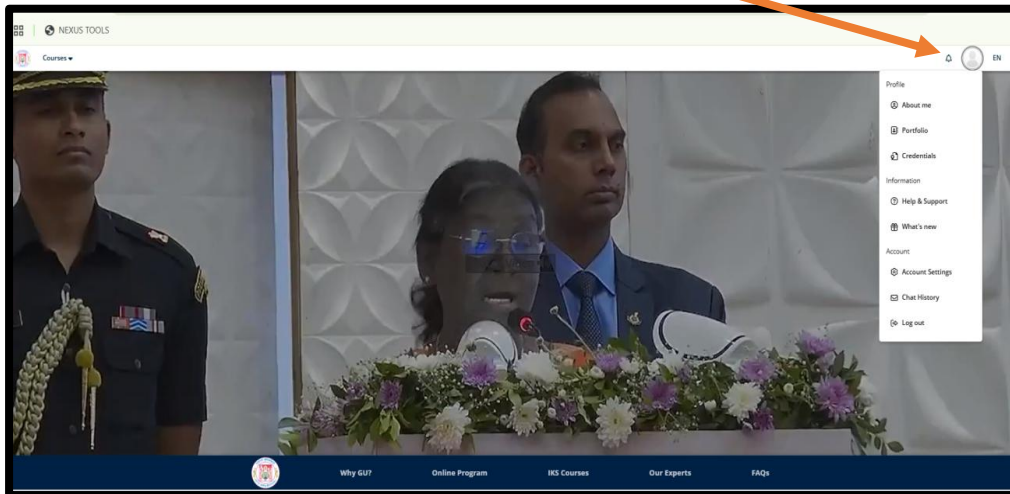 NEXUS TOOLS
Courses
EN
Profile
About me
Portfolio
Credentials
Information
Help & Support
What's new
Account
Account Settings
Chat History
Log out
Why GU? Online Program IKS Courses Our Experts FAQs